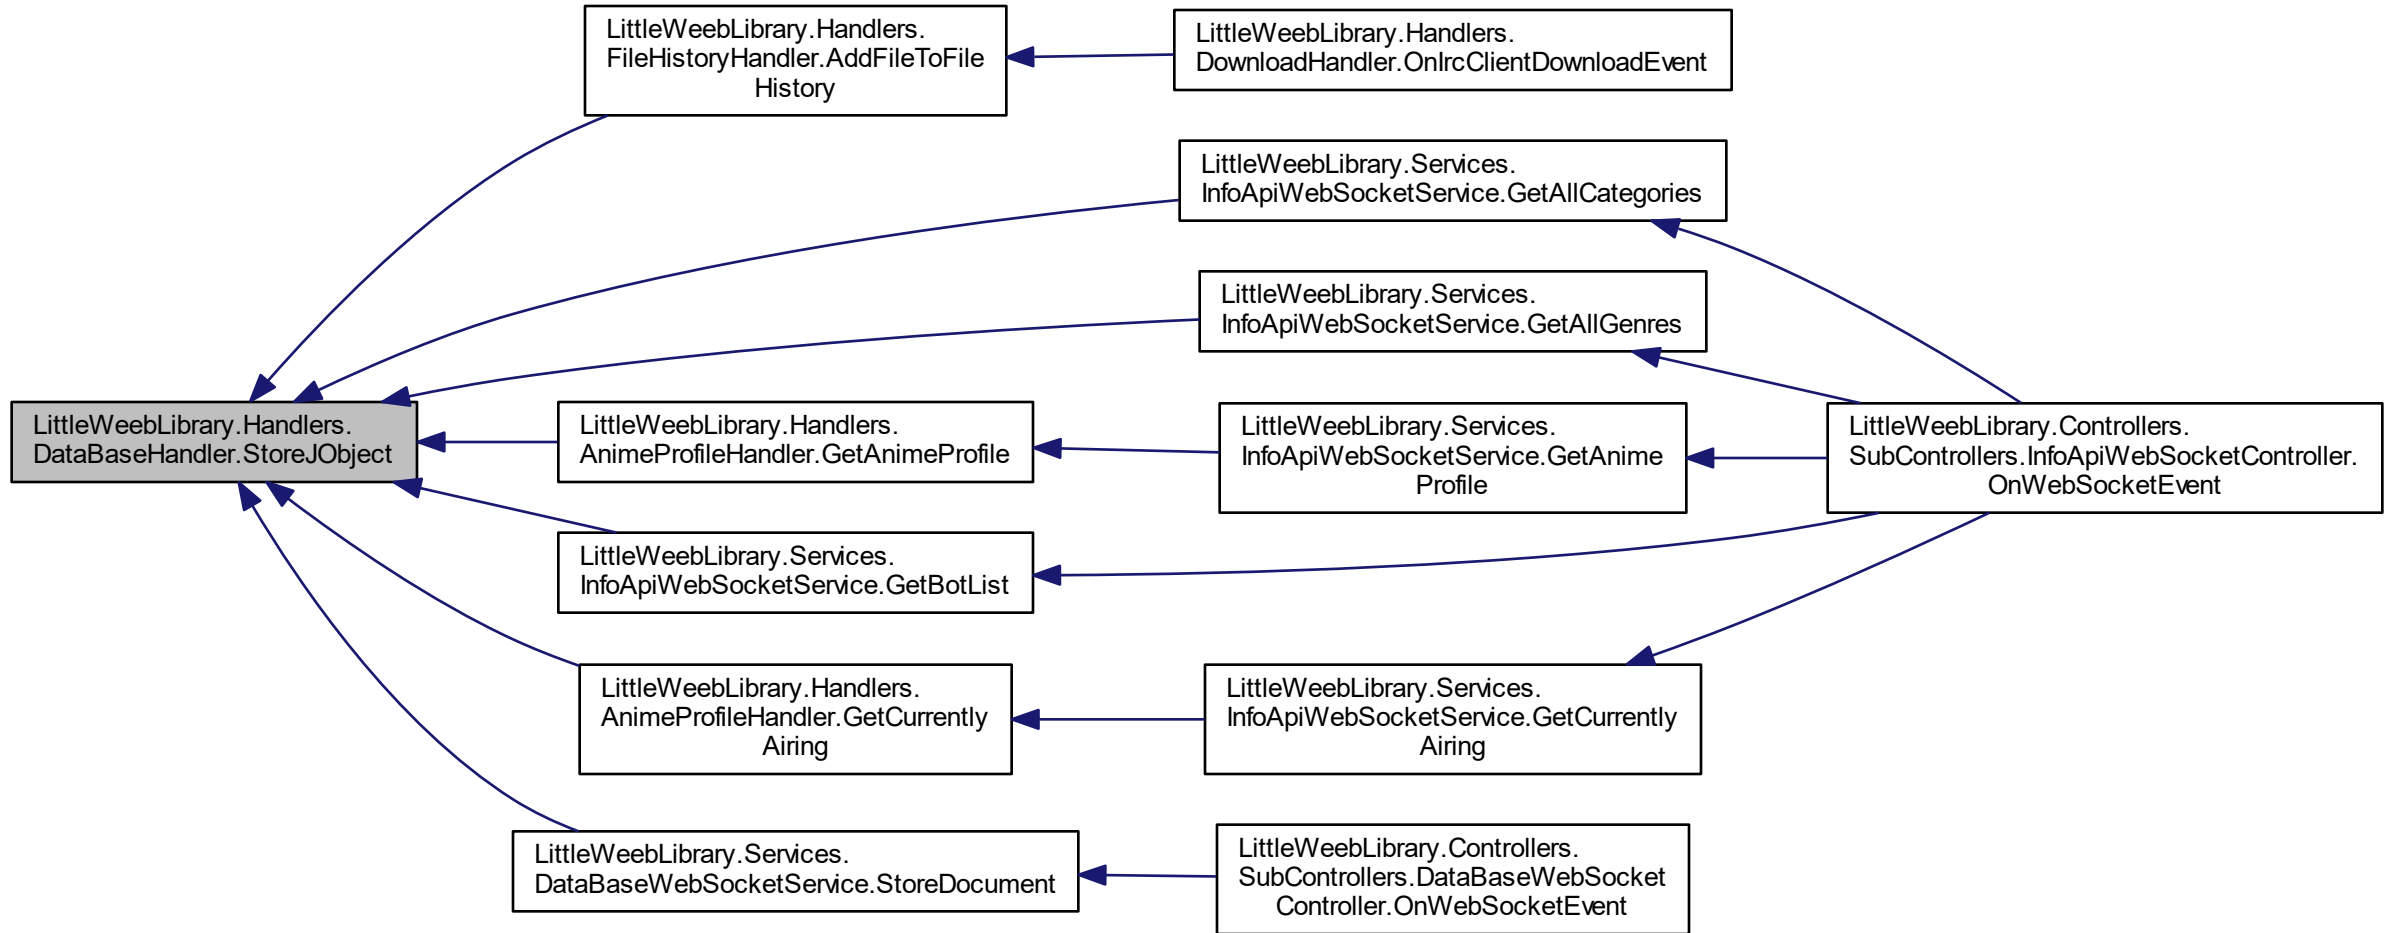 LittleWeebLibrary.Handlers.
FileHistoryHandler.AddFileToFile
History
LittleWeebLibrary.Handlers.
DownloadHandler.OnIrcClientDownloadEvent
LittleWeebLibrary.Services.
InfoApiWebSocketService.GetAllCategories
LittleWeebLibrary.Services.
InfoApiWebSocketService.GetAllGenres
LittleWeebLibrary.Handlers.
DataBaseHandler.StoreJObject
LittleWeebLibrary.Handlers.
AnimeProfileHandler.GetAnimeProfile
LittleWeebLibrary.Services.
InfoApiWebSocketService.GetAnime
Profile
LittleWeebLibrary.Controllers.
SubControllers.InfoApiWebSocketController.
OnWebSocketEvent
LittleWeebLibrary.Services.
InfoApiWebSocketService.GetBotList
LittleWeebLibrary.Handlers.
AnimeProfileHandler.GetCurrently
Airing
LittleWeebLibrary.Services.
InfoApiWebSocketService.GetCurrently
Airing
LittleWeebLibrary.Services.
DataBaseWebSocketService.StoreDocument
LittleWeebLibrary.Controllers.
SubControllers.DataBaseWebSocket
Controller.OnWebSocketEvent